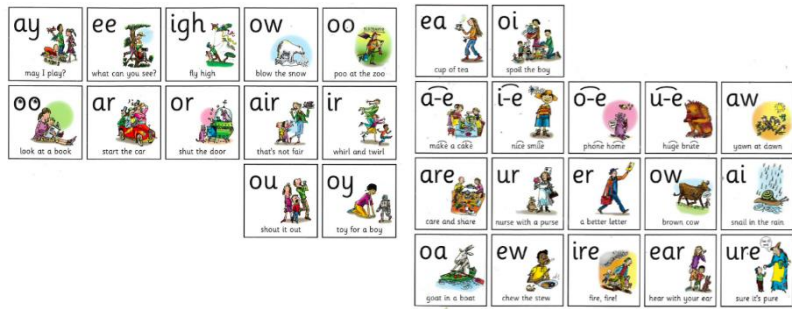 ay ee igh ow oo
may I play? what can you see? fly high blow the snow poo at the zoo
oo ar or air ir
look at a book start the car shut the door that's not fair whirl and twirl
ou oy
shout it out toy for a boy
ea oi
cup of tea spoil the boy
a-e i-e o-e u-e aw
make a cake nice smile phone home huge brute yawn at dawn
are ur er ow ai
care and share nurse with a purse a better letter brown cow snail in the rain
oa ew ire ear ure
goat in a boat chew the stew fire, fire! hear with your ear sure it's pure